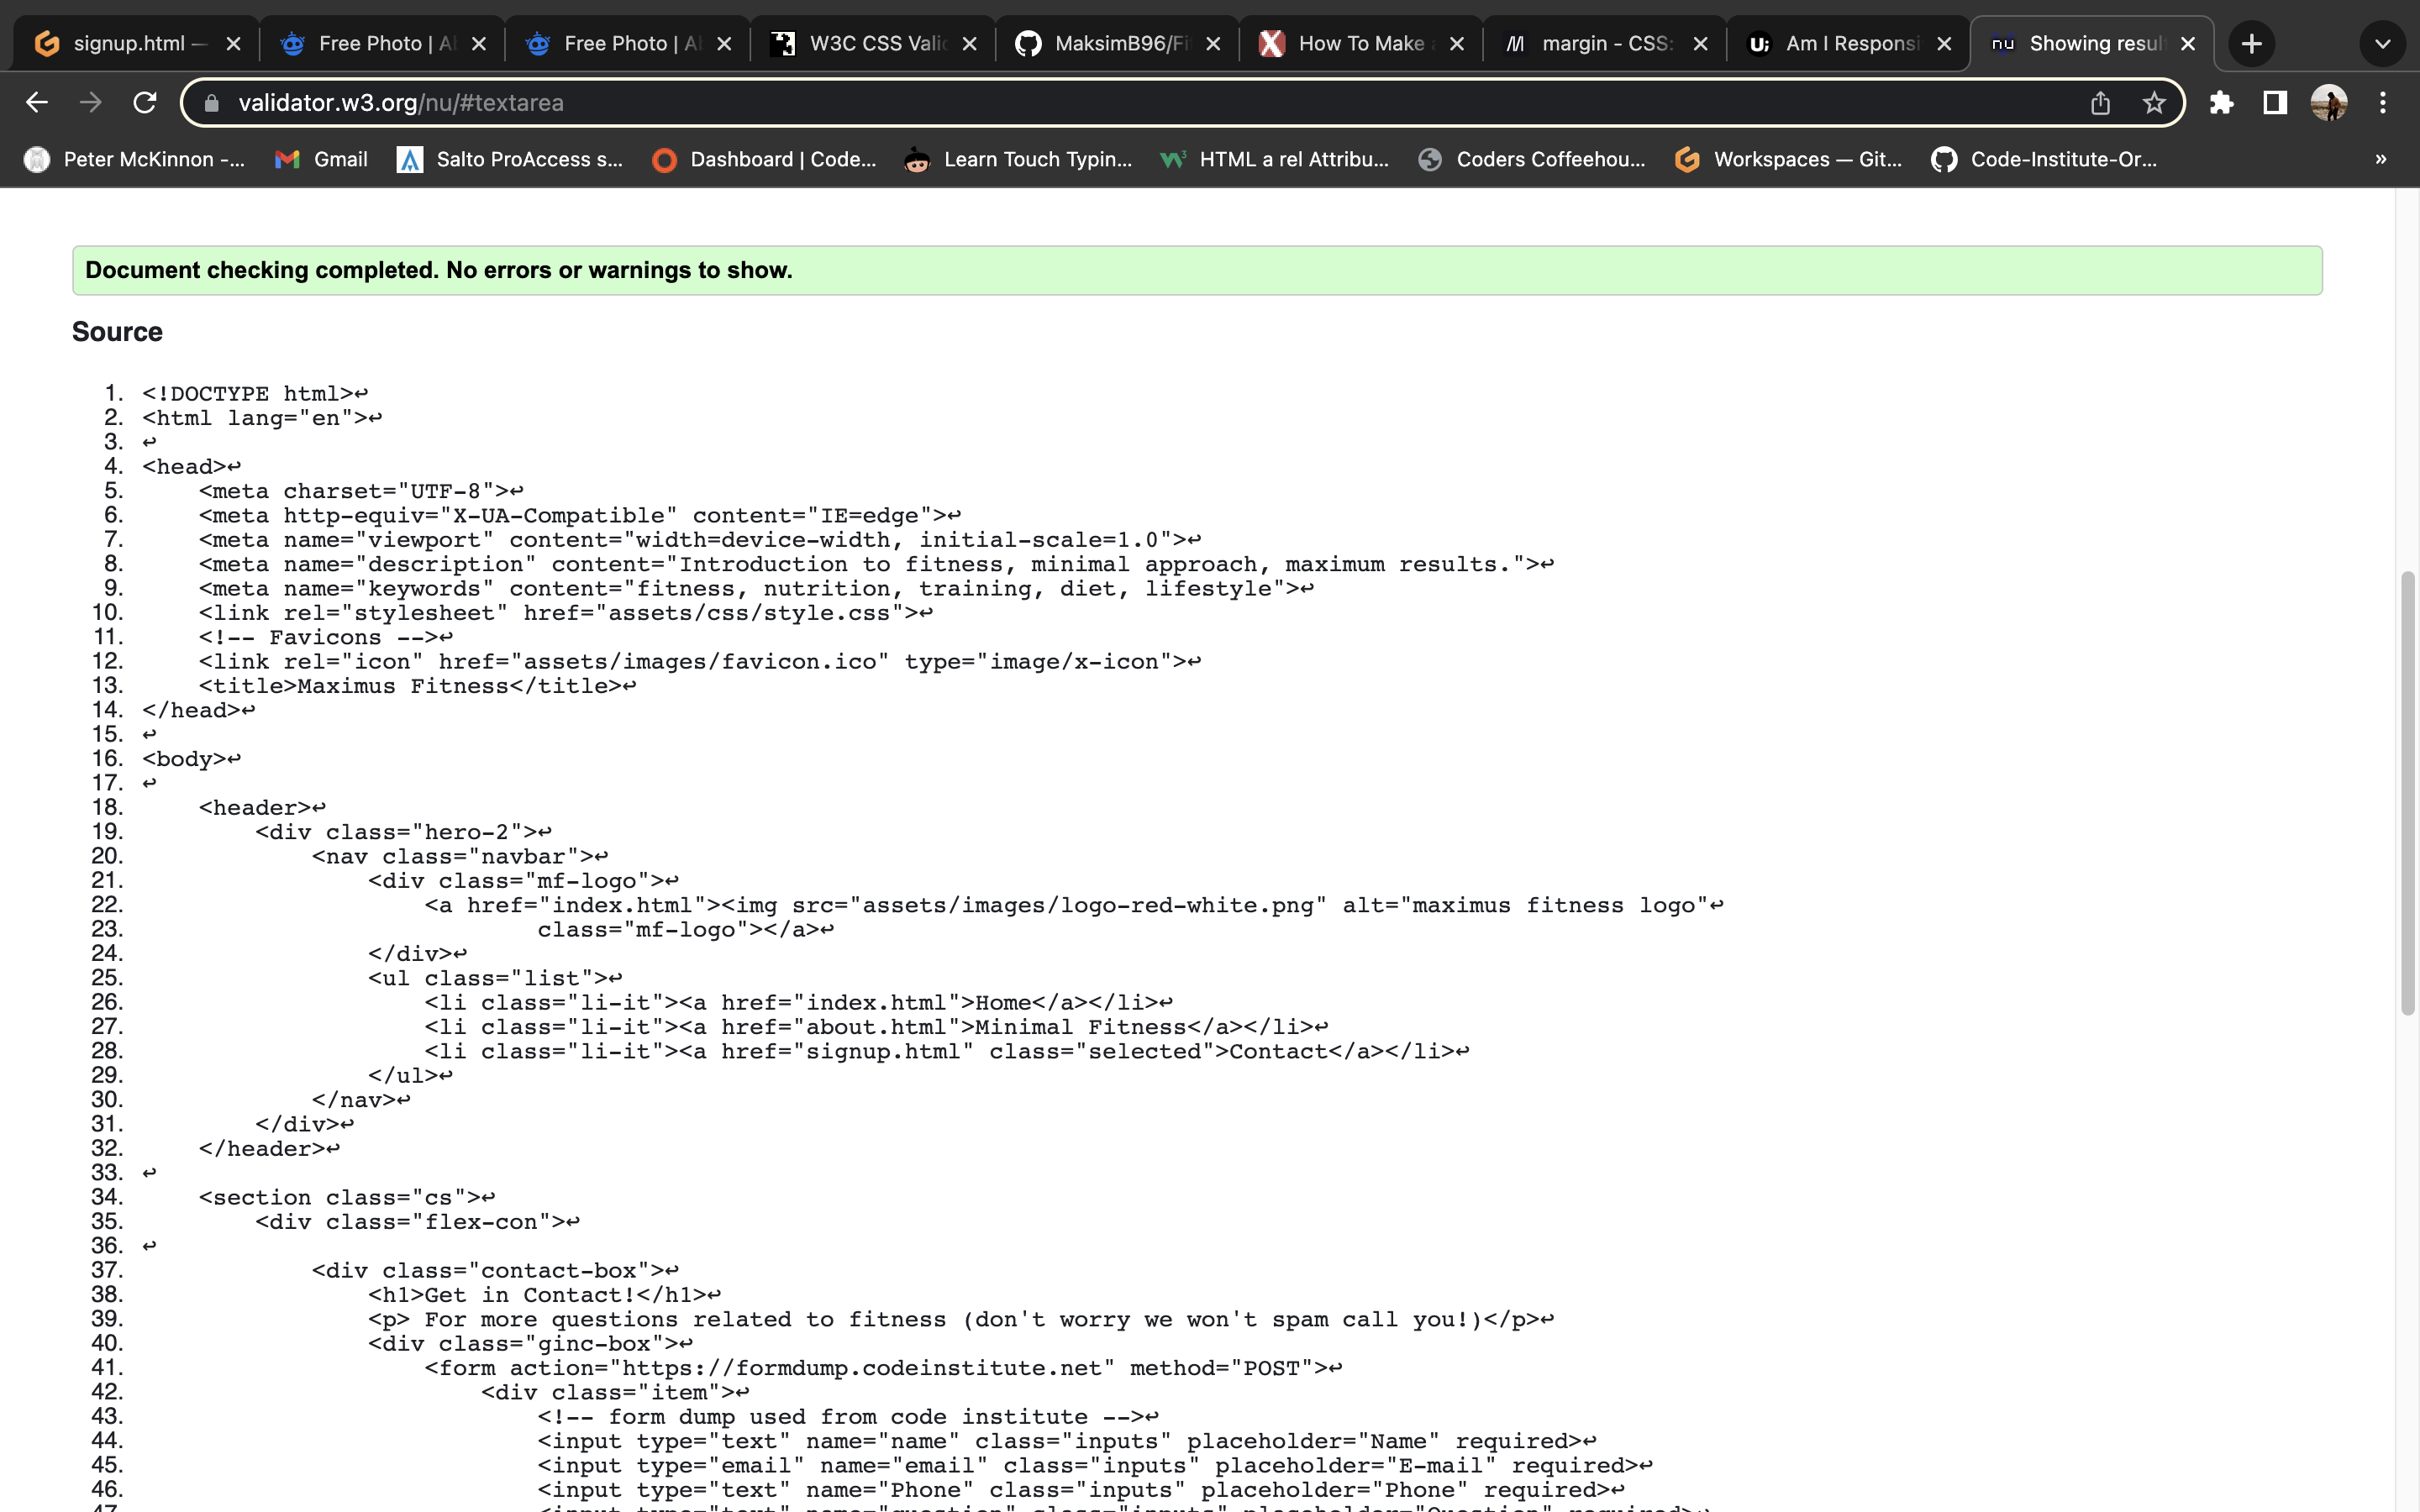 signup.html —
Free Photo | A
Free Photo | A
W3C CSS Valid
MaksimB96/Fi
How To Make
margin - CSS:
Am I Responsi
Showing resul
validator.w3.org/nu/#textarea
Peter McKinnon -...
Gmail
Salto ProAccess s...
Dashboard | Code...
Learn Touch Typin...
HTML a rel Attribu...
Coders Coffeehou...
Workspaces — Git...
Code-Institute-Or...
»
Document checking completed. No errors or warnings to show.
Source
1. <!DOCTYPE html>↩
2. <html lang="en">↩
3. ↩
4. <head>↩
5. <meta charset="UTF-8">↩
6. <meta http-equiv="X-UA-Compatible" content="IE=edge">↩
7. <meta name="viewport" content="width=device-width, initial-scale=1.0">↩
8. <meta name="description" content="Introduction to fitness, minimal approach, maximum results.">↩
9. <meta name="keywords" content="fitness, nutrition, training, diet, lifestyle">↩
10. <link rel="stylesheet" href="assets/css/style.css">↩
11. <!-- Favicons -->↩
12. <link rel="icon" href="assets/images/favicon.ico" type="image/x-icon">↩
13. <title>Maximus Fitness</title>↩
14. </head>↩
15. ↩
16. <body>↩
17. ↩
18. <header>↩
19. <div class="hero-2">↩
20. <nav class="navbar">↩
21. <div class="mf-logo">↩
22. <a href="index.html"><img src="assets/images/logo-red-white.png" alt="maximus fitness logo"↩
23. class="mf-logo"></a>↩
24. </div>↩
25. <ul class="list">↩
26. <li class="li-it"><a href="index.html">Home</a></li>↩
27. <li class="li-it"><a href="about.html">Minimal Fitness</a></li>↩
28. <li class="li-it"><a href="signup.html" class="selected">Contact</a></li>↩
29. </ul>↩
30. </nav>↩
31. </div>↩
32. </header>↩
33. ↩
34. <section class="cs">↩
35. <div class="flex-con">↩
36. ↩
37. <div class="contact-box">↩
38. <h1>Get in Contact!</h1>↩
39. <p> For more questions related to fitness (don't worry we won't spam call you!)</p>↩
40. <div class="ginc-box">↩
41. <form action="https://formdump.codeinstitute.net" method="POST">↩
42. <div class="item">↩
43. <!-- form dump used from code institute -->↩
44. <input type="text" name="name" class="inputs" placeholder="Name" required>↩
45. <input type="email" name="email" class="inputs" placeholder="E-mail" required>↩
46. <input type="text" name="Phone" class="inputs" placeholder="Phone" required>↩
47. <input type="text" name="question" class="inputs" placeholder="Question" required>↩